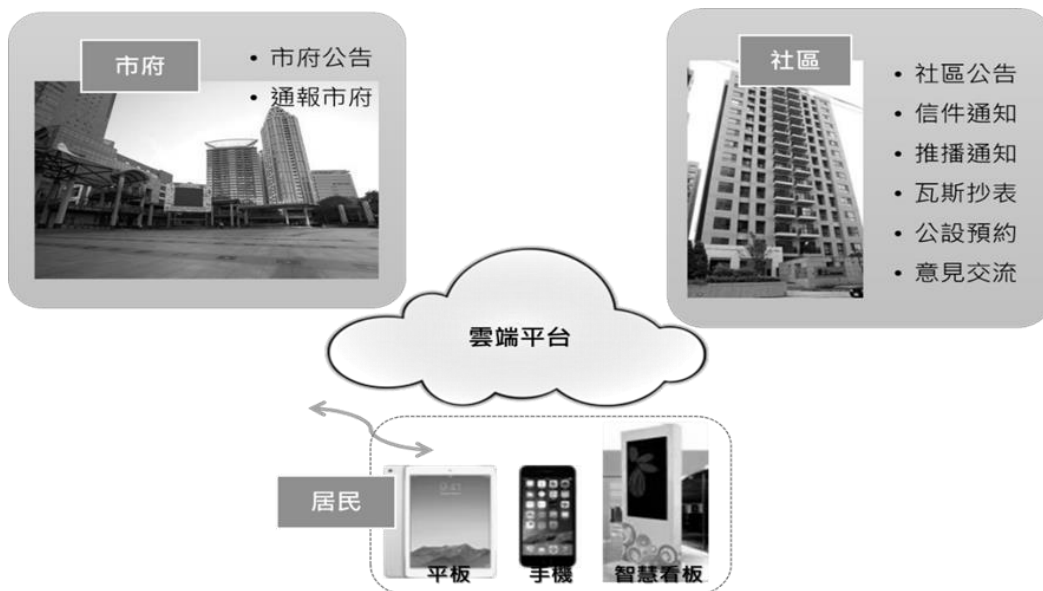 市府
• 市府公告
• 通報市府
社區
• 社區公告
• 信件通知
• 推播通知
• 瓦斯抄表
• 公設預約
• 意見交流
雲端平台
居民
平板
手機
智慧看板